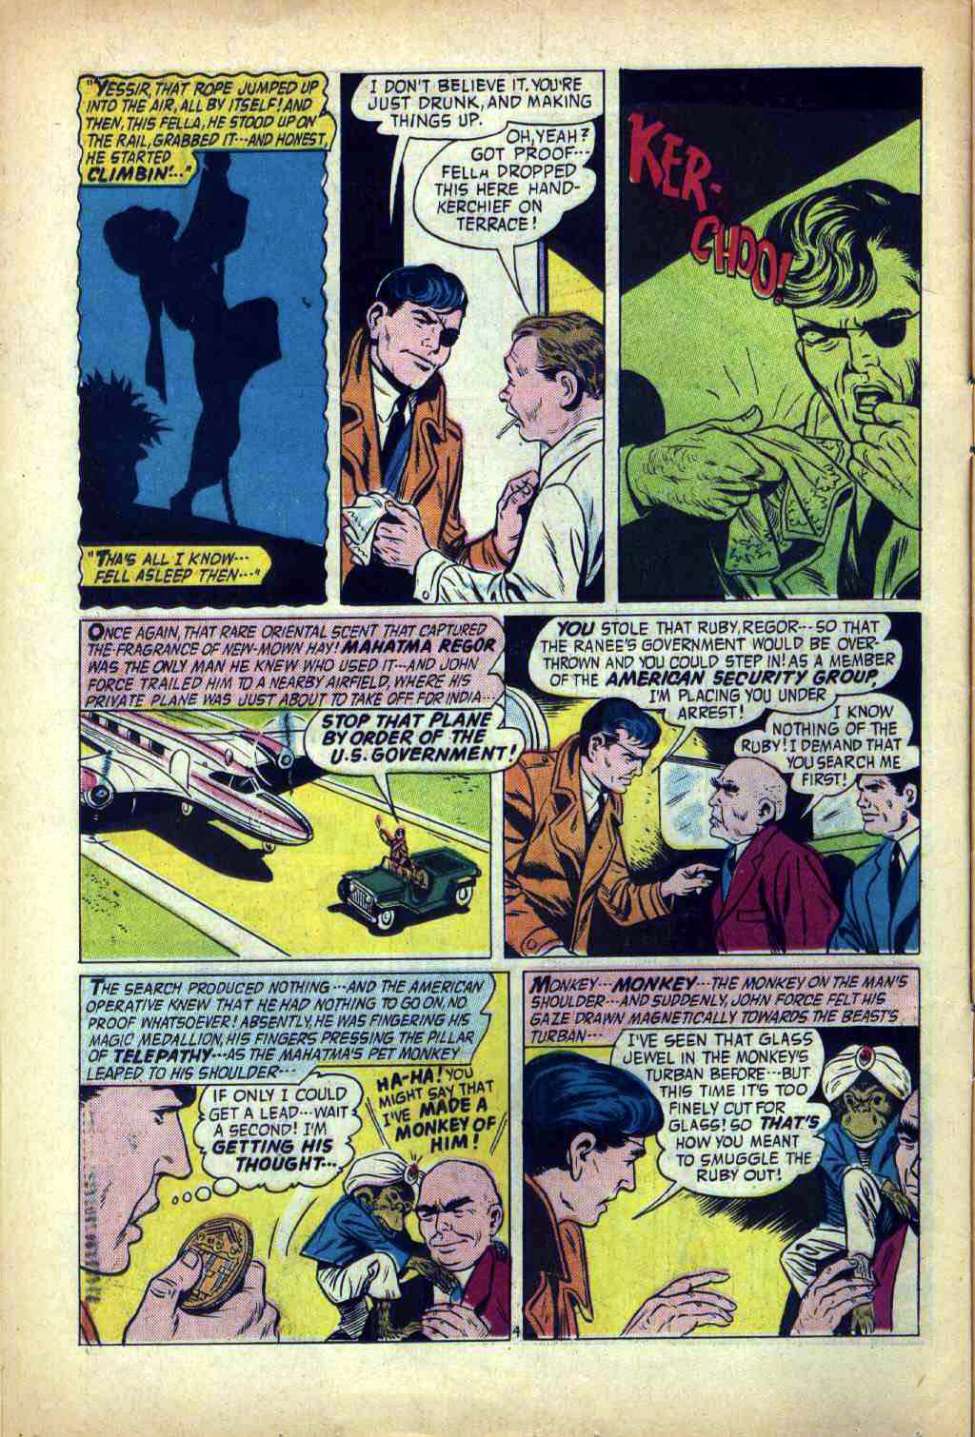 "YESSIR, THAT ROPE JUMPED UP
INTO THE AIR, ALL BY ITSELF! AND
THEN, THIS FELLA, HE STOOD UP ON
THE RAIL, GRABBED IT---AND HONEST,
HE STARTED
CLIMBIN'..."
"THA'S ALL I KNOW---
FELL ASLEEP THEN---"
I DON'T BELIEVE IT. YOU'RE
JUST DRUNK, AND MAKING
THINGS UP.
OH, YEAH?
GOT PROOF---
FELLA DROPPED
THIS HERE HAND-
KERCHIEF ON
TERRACE!
KER-
CHOO!
ONCE AGAIN, THAT RARE ORIENTAL SCENT THAT CAPTURED
THE FRAGRANCE OF NEW-MOWN HAY! MAHATMA REGOR
WAS THE ONLY MAN HE KNEW WHO USED IT---AND JOHN
FORCE TRAILED HIM TO A NEARBY AIRFIELD, WHERE HIS
PRIVATE PLANE WAS JUST ABOUT TO TAKE OFF FOR INDIA---
STOP THAT PLANE
BY ORDER OF THE
U.S. GOVERNMENT!
YOU STOLE THAT RUBY, REGOR---SO THAT
THE RANEE'S GOVERNMENT WOULD BE OVER-
THROWN AND YOU COULD STEP IN! AS A MEMBER
OF THE AMERICAN SECURITY GROUP,
I'M PLACING YOU UNDER
ARREST!
I KNOW
NOTHING OF THE
RUBY! I DEMAND THAT
YOU SEARCH ME
FIRST!
THE SEARCH PRODUCED NOTHING---AND THE AMERICAN
OPERATIVE KNEW THAT HE HAD NOTHING TO GO ON, NO
PROOF WHATSOEVER! ABSENTLY, HE WAS FINGERING HIS
MAGIC MEDALLION, HIS FINGERS PRESSING THE PILLAR
OF TELEPATHY---AS THE MAHATMA'S PET MONKEY
LEAPED TO HIS SHOULDER---
IF ONLY I COULD
GET A LEAD---WAIT
A SECOND! I'M
GETTING HIS
THOUGHT---
HA-HA! YOU
MIGHT SAY THAT
I'VE MADE A
MONKEY OF
HIM!
MONKEY---MONKEY---THE MONKEY ON THE MAN'S
SHOULDER---AND SUDDENLY, JOHN FORCE FELT HIS
GAZE DRAWN MAGNETICALLY TOWARDS THE BEAST'S
TURBAN---
I'VE SEEN THAT GLASS
JEWEL IN THE MONKEY'S
TURBAN BEFORE---BUT
THIS TIME IT'S TOO
FINELY CUT FOR
GLASS! SO THAT'S
HOW YOU MEANT
TO SMUGGLE THE
RUBY OUT!
4